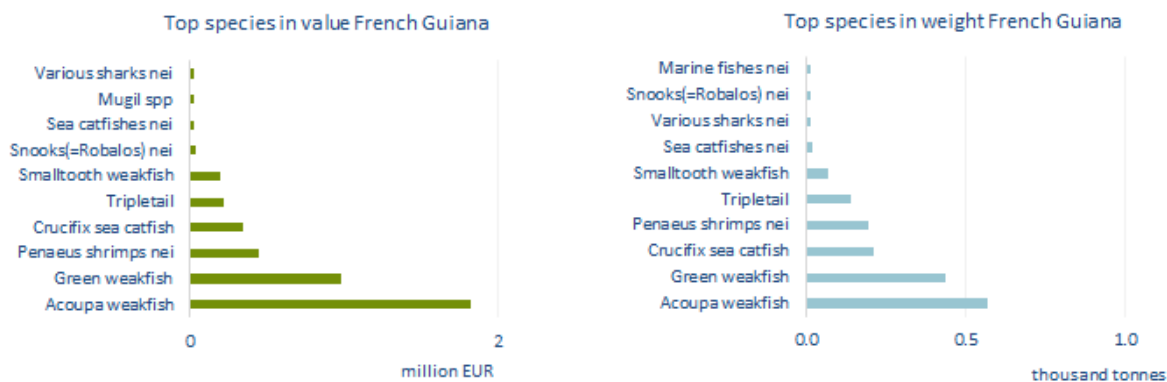 Top species in value French Guiana
Various sharks nei
Mugil spp
Sea catfishes nei
Snooks(=Robalos) nei
Smalltooth weakfish
Tripletail
Crucifix sea catfish
Penaeus shrimps nei
Green weakfish
Acoupa weakfish
0 2
million EUR
Top species in weight French Guiana
Marine fishes nei
Snooks(=Robalos) nei
Various sharks nei
Sea catfishes nei
Smalltooth weakfish
Tripletail
Penaeus shrimps nei
Crucifix sea catfish
Green weakfish
Acoupa weakfish
0.0 0.5 1.0
thousand tonnes